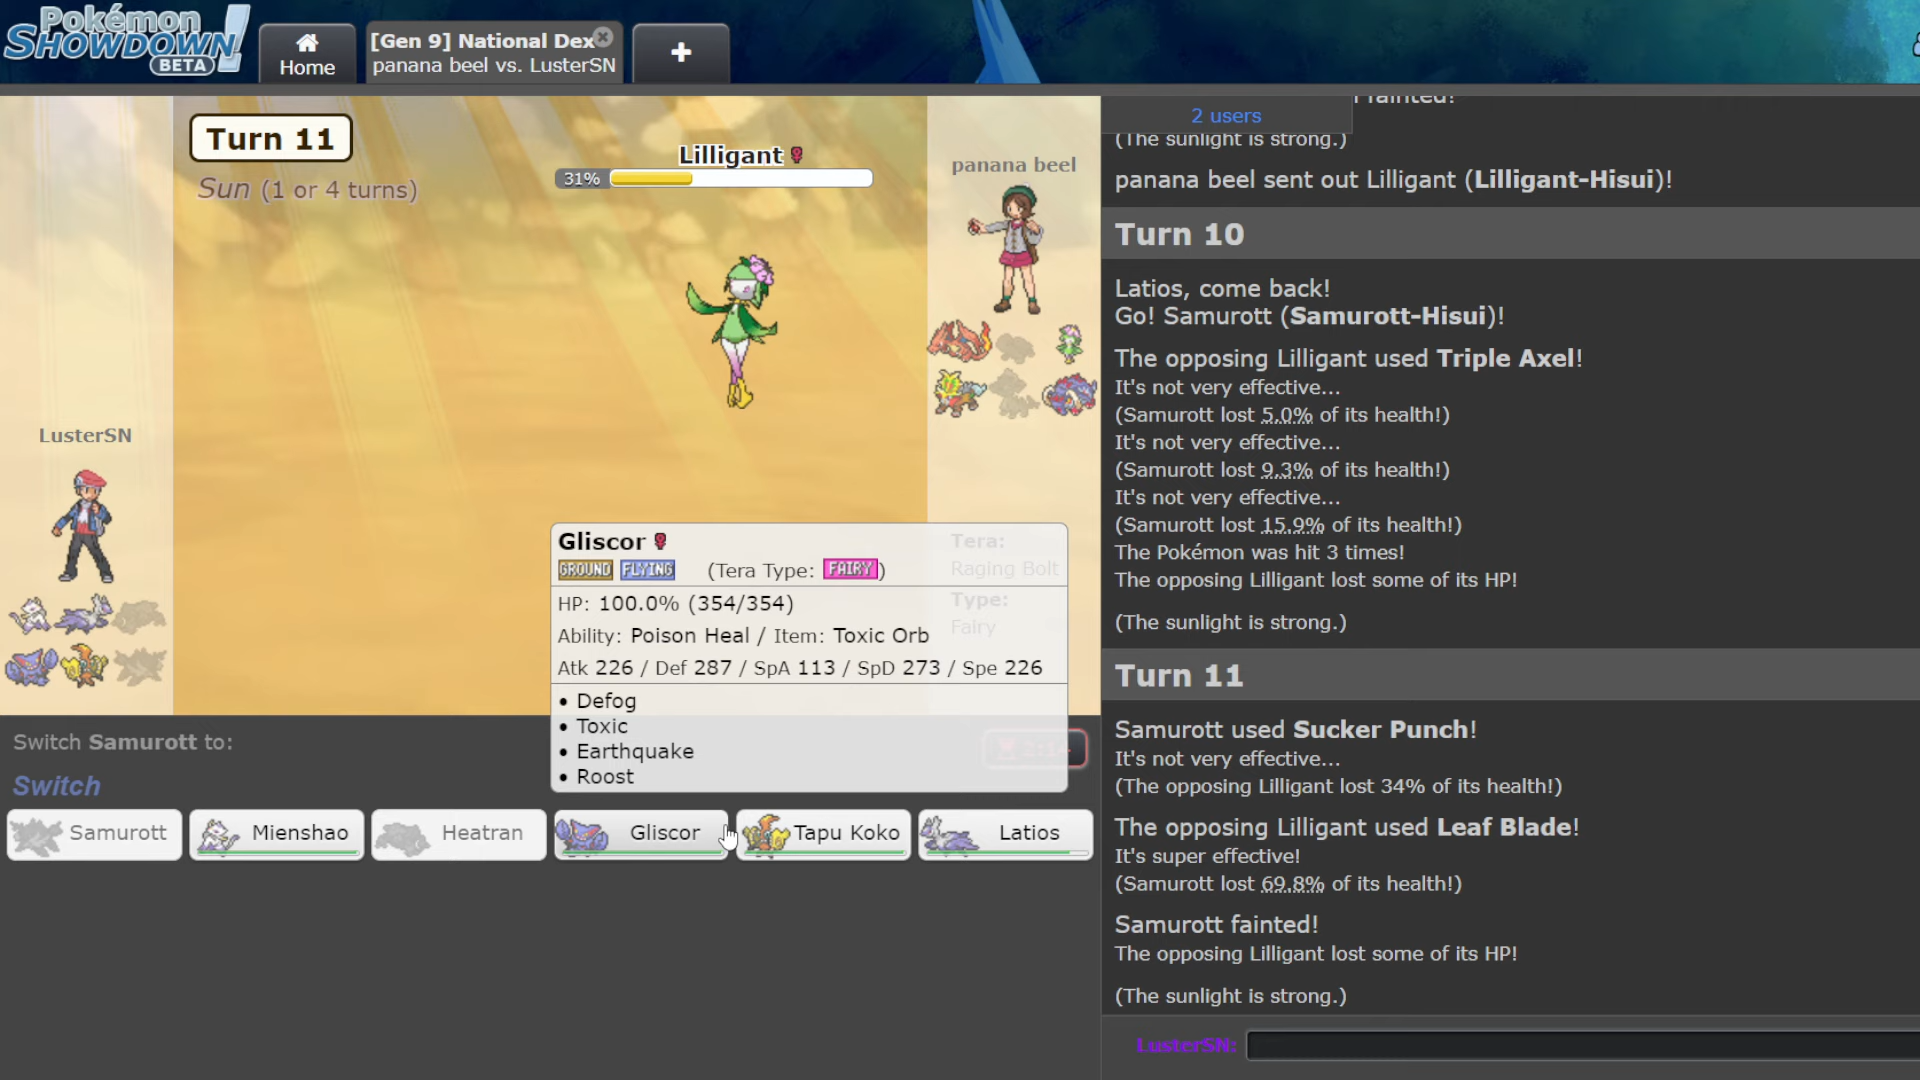 Pokémon
SHOWDOWN!
BETA
Home
[Gen 9] National Dex
panana beel vs. LusterSN
+
Turn 11
Sun (1 or 4 turns)
Lilligant
31%
panana beel
LusterSN
Gliscor
GROUND FLYING (Tera Type: FAIRY)
HP: 100.0% (354/354)
Ability: Poison Heal / Item: Toxic Orb
Atk 226 / Def 287 / SpA 113 / SpD 273 / Spe 226
• Defog
• Toxic
• Earthquake
• Roost
Tera:
Raging Bolt
Type:
Fairy
Switch Samurott to:
Switch
Samurott
Mienshao
Heatran
Gliscor
Tapu Koko
Latios
2 users
(The sunlight is strong.)
panana beel sent out Lilligant (Lilligant-Hisui)!
Turn 10
Latios, come back!
Go! Samurott (Samurott-Hisui)!
The opposing Lilligant used Triple Axel!
It's not very effective...
(Samurott lost 5.0% of its health!)
It's not very effective...
(Samurott lost 9.3% of its health!)
It's not very effective...
(Samurott lost 15.9% of its health!)
The Pokémon was hit 3 times!
The opposing Lilligant lost some of its HP!
(The sunlight is strong.)
Turn 11
Samurott used Sucker Punch!
It's not very effective...
(The opposing Lilligant lost 34% of its health!)
The opposing Lilligant used Leaf Blade!
It's super effective!
(Samurott lost 69.8% of its health!)
Samurott fainted!
The opposing Lilligant lost some of its HP!
(The sunlight is strong.)
LusterSN: